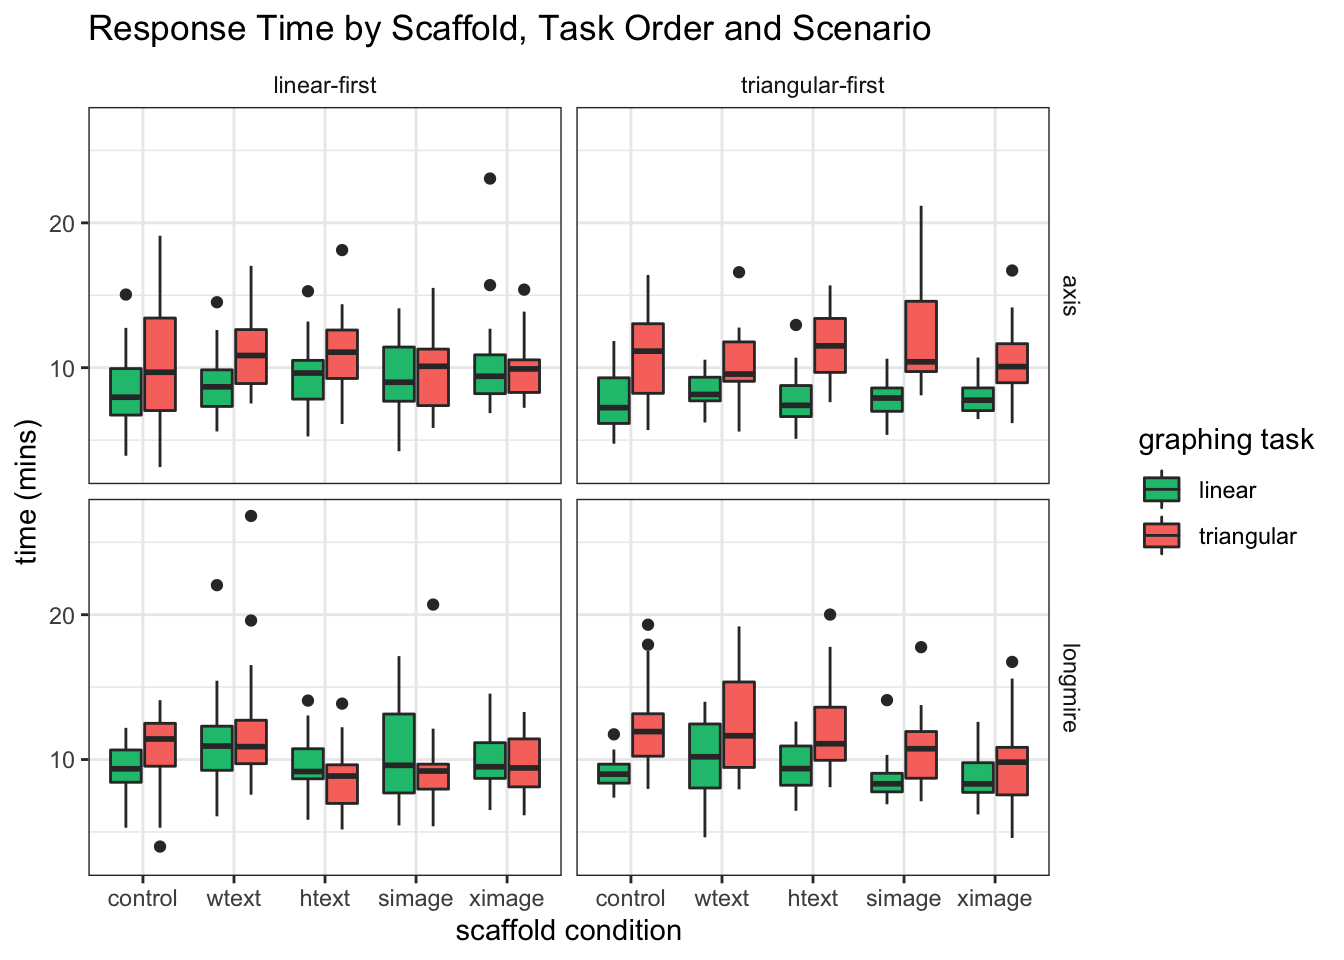 Response Time by Scaffold, Task Order and Scenario
linear-first
triangular-first
20
10
axis
20
10
longmire
time (mins)
control wtext htext simage ximage
control wtext htext simage ximage
scaffold condition
graphing task
linear
triangular